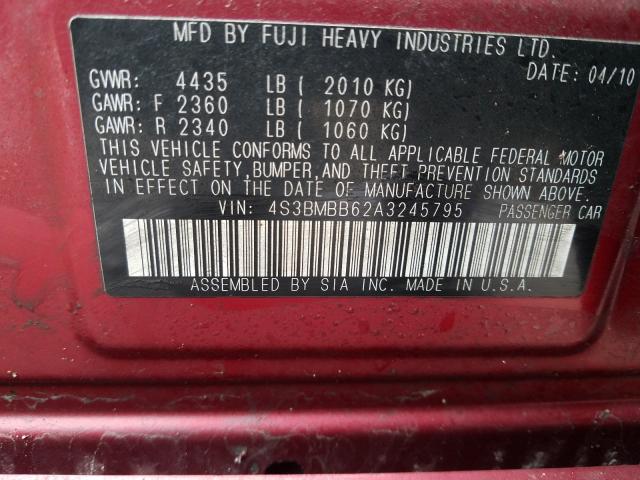 MFD BY FUJI HEAVY INDUSTRIES LTD.
DATE: 04/10
GVWR: 4435 LB ( 2010 KG)
GAWR: F 2360 LB ( 1070 KG)
GAWR: R 2340 LB ( 1060 KG)
THIS VEHICLE CONFORMS TO ALL APPLICABLE FEDERAL MOTOR
VEHICLE SAFETY, BUMPER, AND THEFT PREVENTION STANDARDS
IN EFFECT ON THE DATE OF MANUFACTURE SHOWN ABOVE.
VIN: 4S3BMBB62A3245795 PASSENGER CAR
ASSEMBLED BY SIA INC. MADE IN U.S.A.